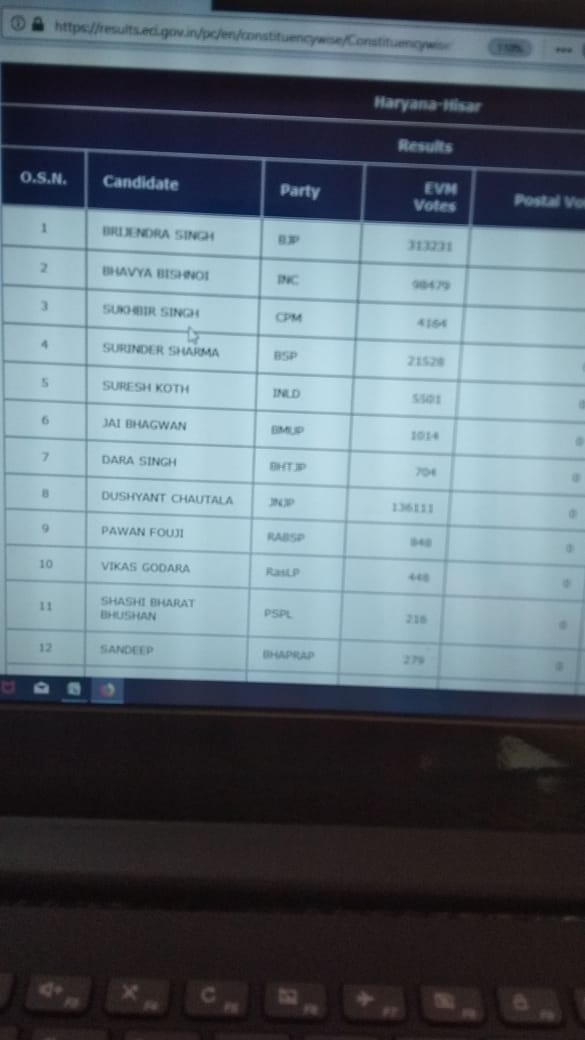 https://results.eci.gov.in/pc/en/constituencywise/Constituencywise
110%
Haryana-Hisar
Results
O.S.N. Candidate Party EVM Votes Postal Vo
1 BRIJENDRA SINGH BJP 313231
2 BHAVYA BISHNOI INC 98479
3 SUKHBIR SINGH CPM 4164
4 SURINDER SHARMA BSP 21528
5 SURESH KOTH INLD 5501
6 JAI BHAGWAN BMUP 1014 0
7 DARA SINGH BHTJP 704 0
8 DUSHYANT CHAUTALA JNJP 136111 0
9 PAWAN FOUJI RABSP 848 0
10 VIKAS GODARA RasLP 448 0
11 SHASHI BHARAT BHUSHAN PSPL 216 0
12 SANDEEP BHAPRAP 279 0
F7